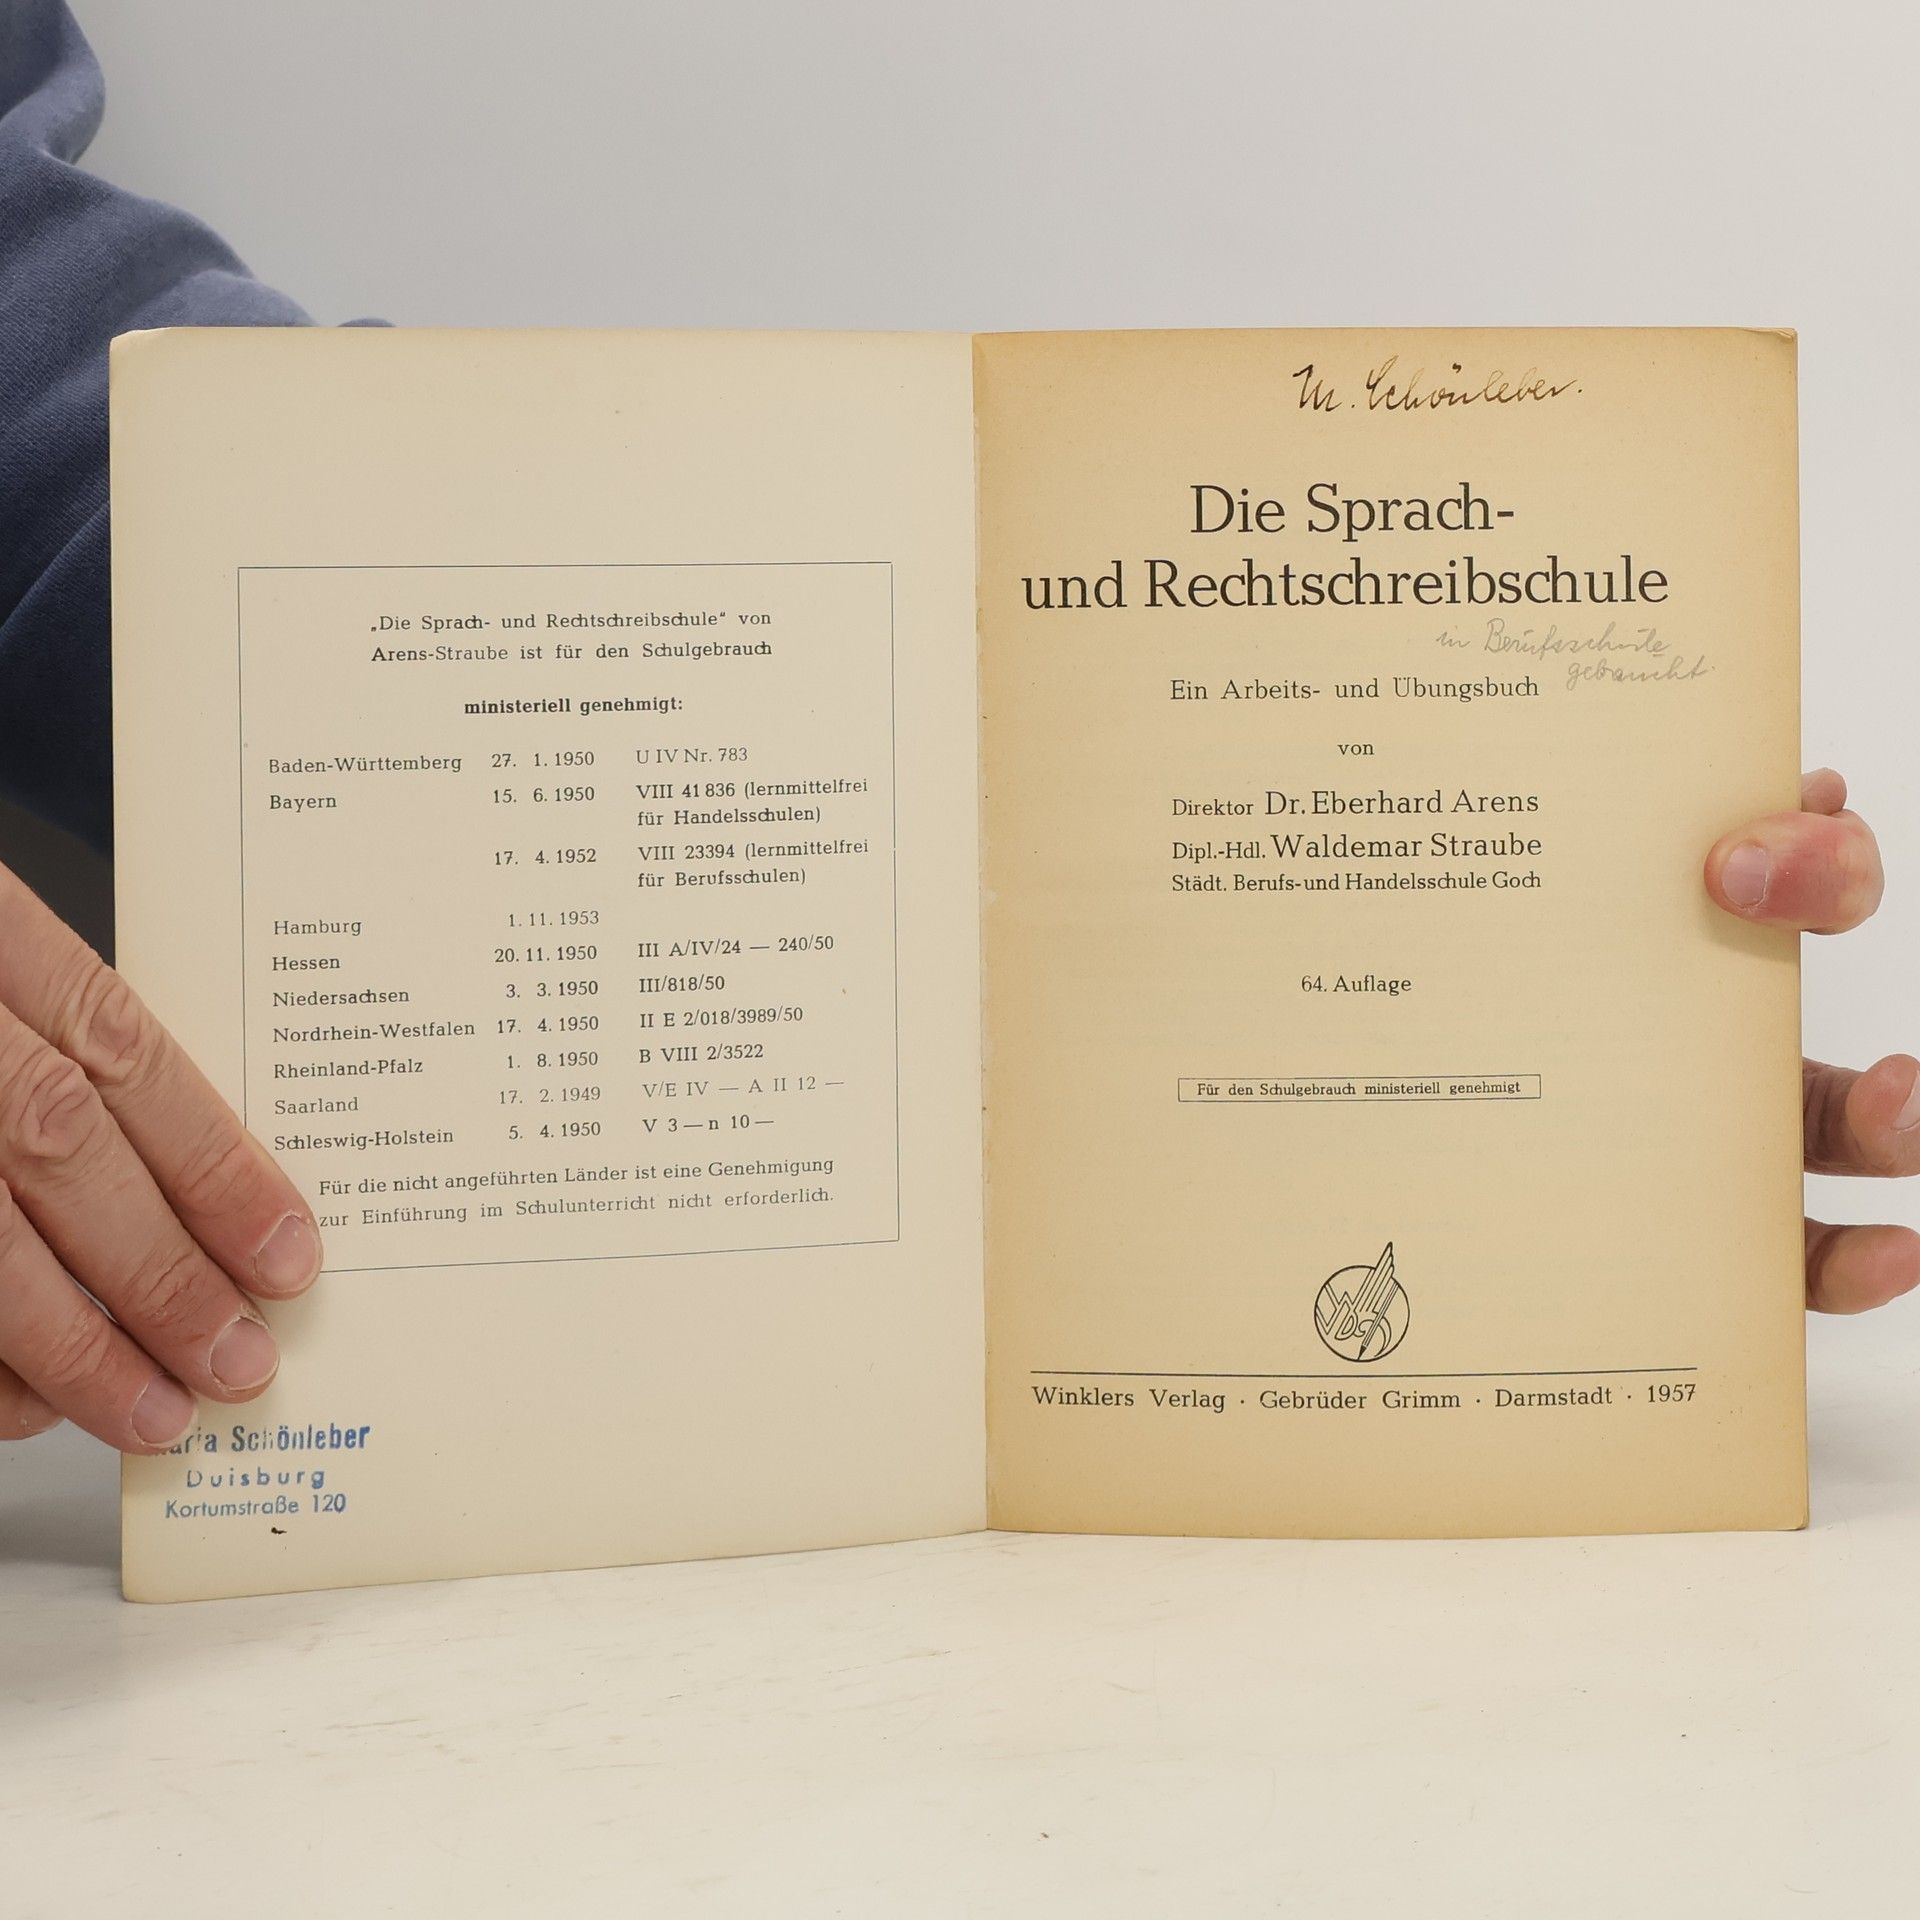 „Die Sprach- und Rechtschreibschule“ von
Arens-Straube ist für den Schulgebrauch
ministeriell genehmigt:
Baden-Württemberg 27. 1. 1950 U IV Nr. 783
Bayern 15. 6. 1950 VIII 41 836 (lernmittelfrei
für Handelsschulen)
17. 4. 1952 VIII 23394 (lernmittelfrei
für Berufsschulen)
Hamburg 1. 11. 1953
Hessen 20. 11. 1950 III A/IV/24 — 240/50
Niedersachsen 3. 3. 1950 III/818/50
Nordrhein-Westfalen 17. 4. 1950 II E 2/018/3989/50
Rheinland-Pfalz 1. 8. 1950 B VIII 2/3522
Saarland 17. 2. 1949 V/E IV — A II 12 —
Schleswig-Holstein 5. 4. 1950 V 3 — n 10 —
Für die nicht angeführten Länder ist eine Genehmigung
zur Einführung im Schulunterricht nicht erforderlich.
Schönleber
Duisburg
Kortumstraße 120
M. Schönleber.
Die Sprach-
und Rechtschreibschule
in Berufsschule
gebraucht.
Ein Arbeits- und Übungsbuch
von
Direktor Dr. Eberhard Arens
Dipl.-Hdl. Waldemar Straube
Städt. Berufs- und Handelsschule Goch
64. Auflage
Für den Schulgebrauch ministeriell genehmigt
Winklers Verlag · Gebrüder Grimm · Darmstadt · 1957